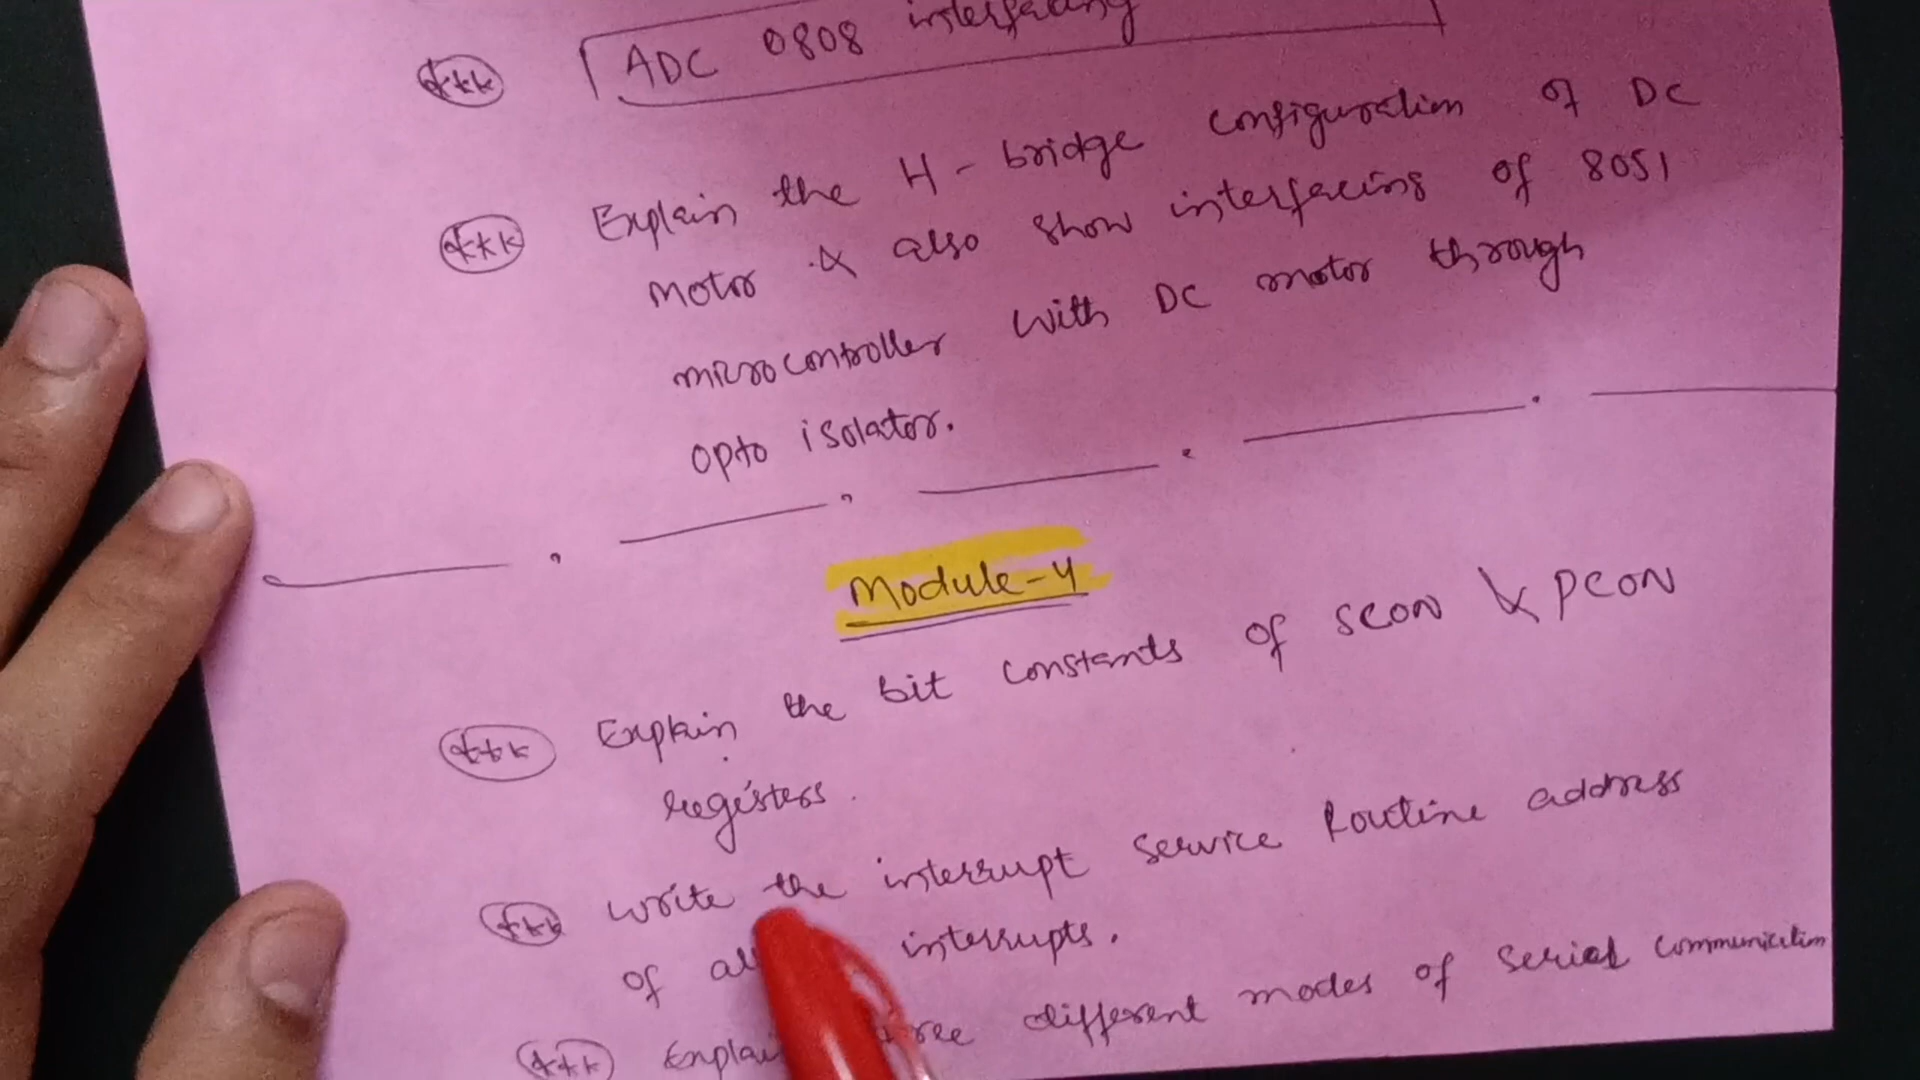 *** ADC 0808 interfacing
*** Explain the H-bridge configuration of DC
motor & also show interfacing of 8051
microcontroller with DC motor through
opto isolator.
Module-4
*** Explain the bit constants of SCON & PCON
registers.
*** Write the interrupt service Routine address
of interrupts.
*** different modes of serial communication